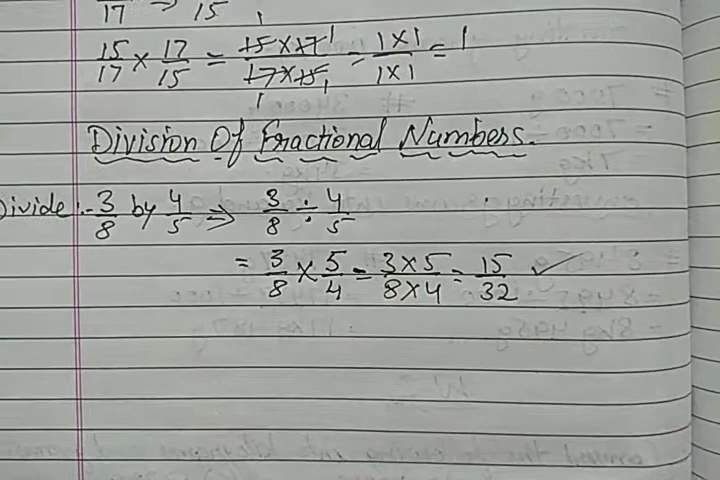 17 ⇒ 15
15/17 × 17/15 = 15×17/17×15 = 1×1/1×1 = 1
Division Of Fractional Numbers.
Divide:- 3/8 by 4/5 ⇒ 3/8 ÷ 4/5
= 3/8 × 5/4 = 3×5/8×4 = 15/32 ✓